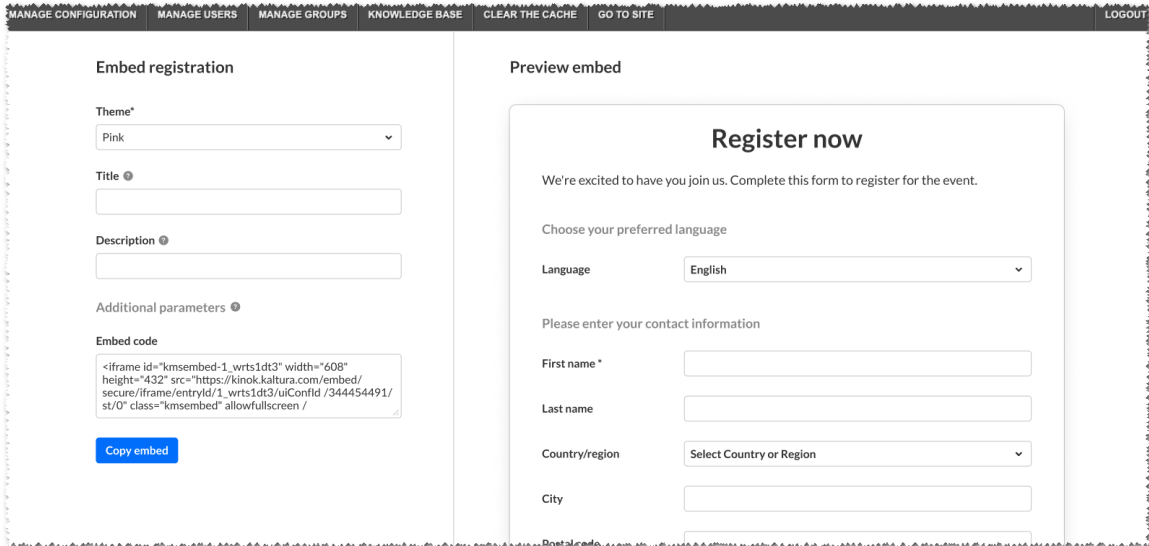 MANAGE CONFIGURATION MANAGE USERS MANAGE GROUPS KNOWLEDGE BASE CLEAR THE CACHE GO TO SITE LOGOUT
Embed registration
Theme*
Pink
Title
Description
Additional parameters
Embed code
<iframe id="kmsembed-1_wrts1dt3" width="608"
height="432" src="https://kinok.kaltura.com/embed/
secure/iframe/entryId/1_wrts1dt3/uiConfId /344454491/
st/0" class="kmsembed" allowfullscreen /
Copy embed
Preview embed
Register now
We're excited to have you join us. Complete this form to register for the event.
Choose your preferred language
Language English
Please enter your contact information
First name *
Last name
Country/region Select Country or Region
City
Postal code